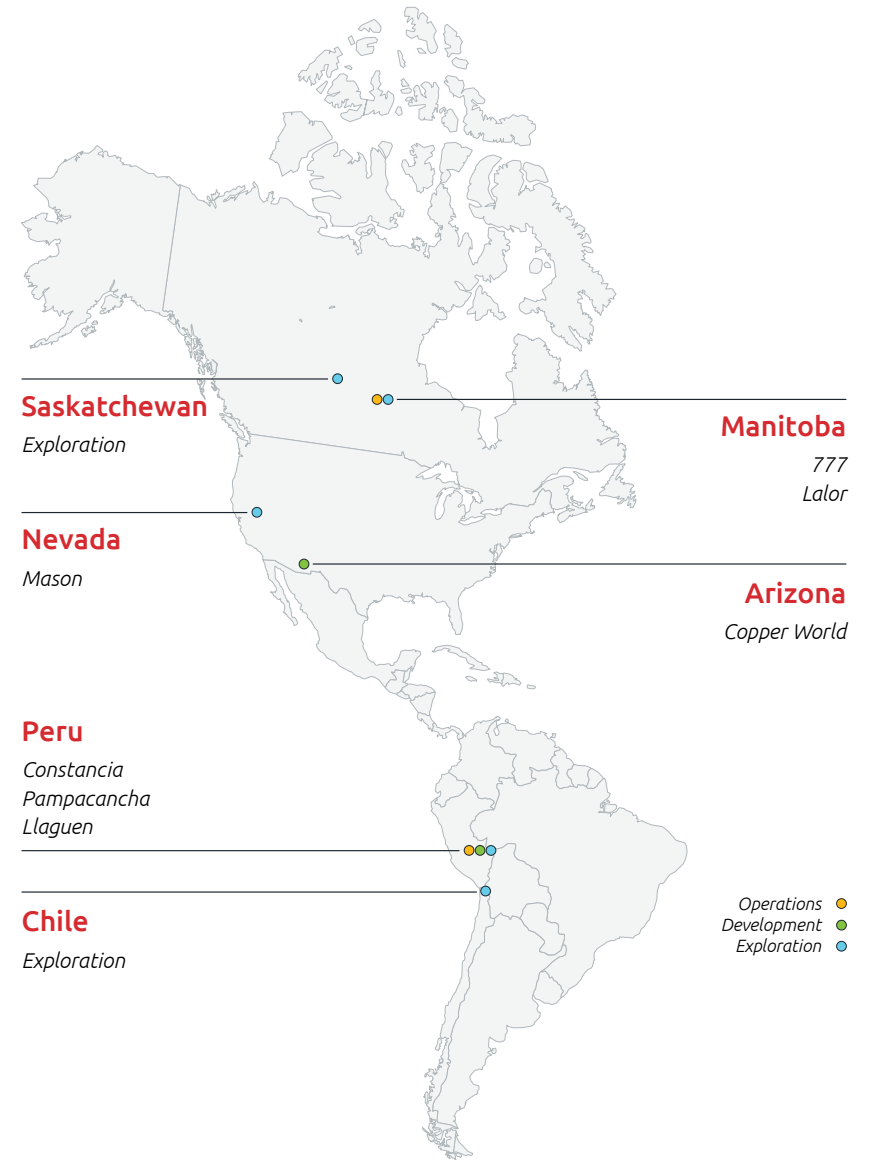 Saskatchewan
Exploration
Manitoba
777
Lalor
Nevada
Mason
Arizona
Copper World
Peru
Constancia
Pampacancha
Llaguen
Chile
Exploration
Operations
Development
Exploration